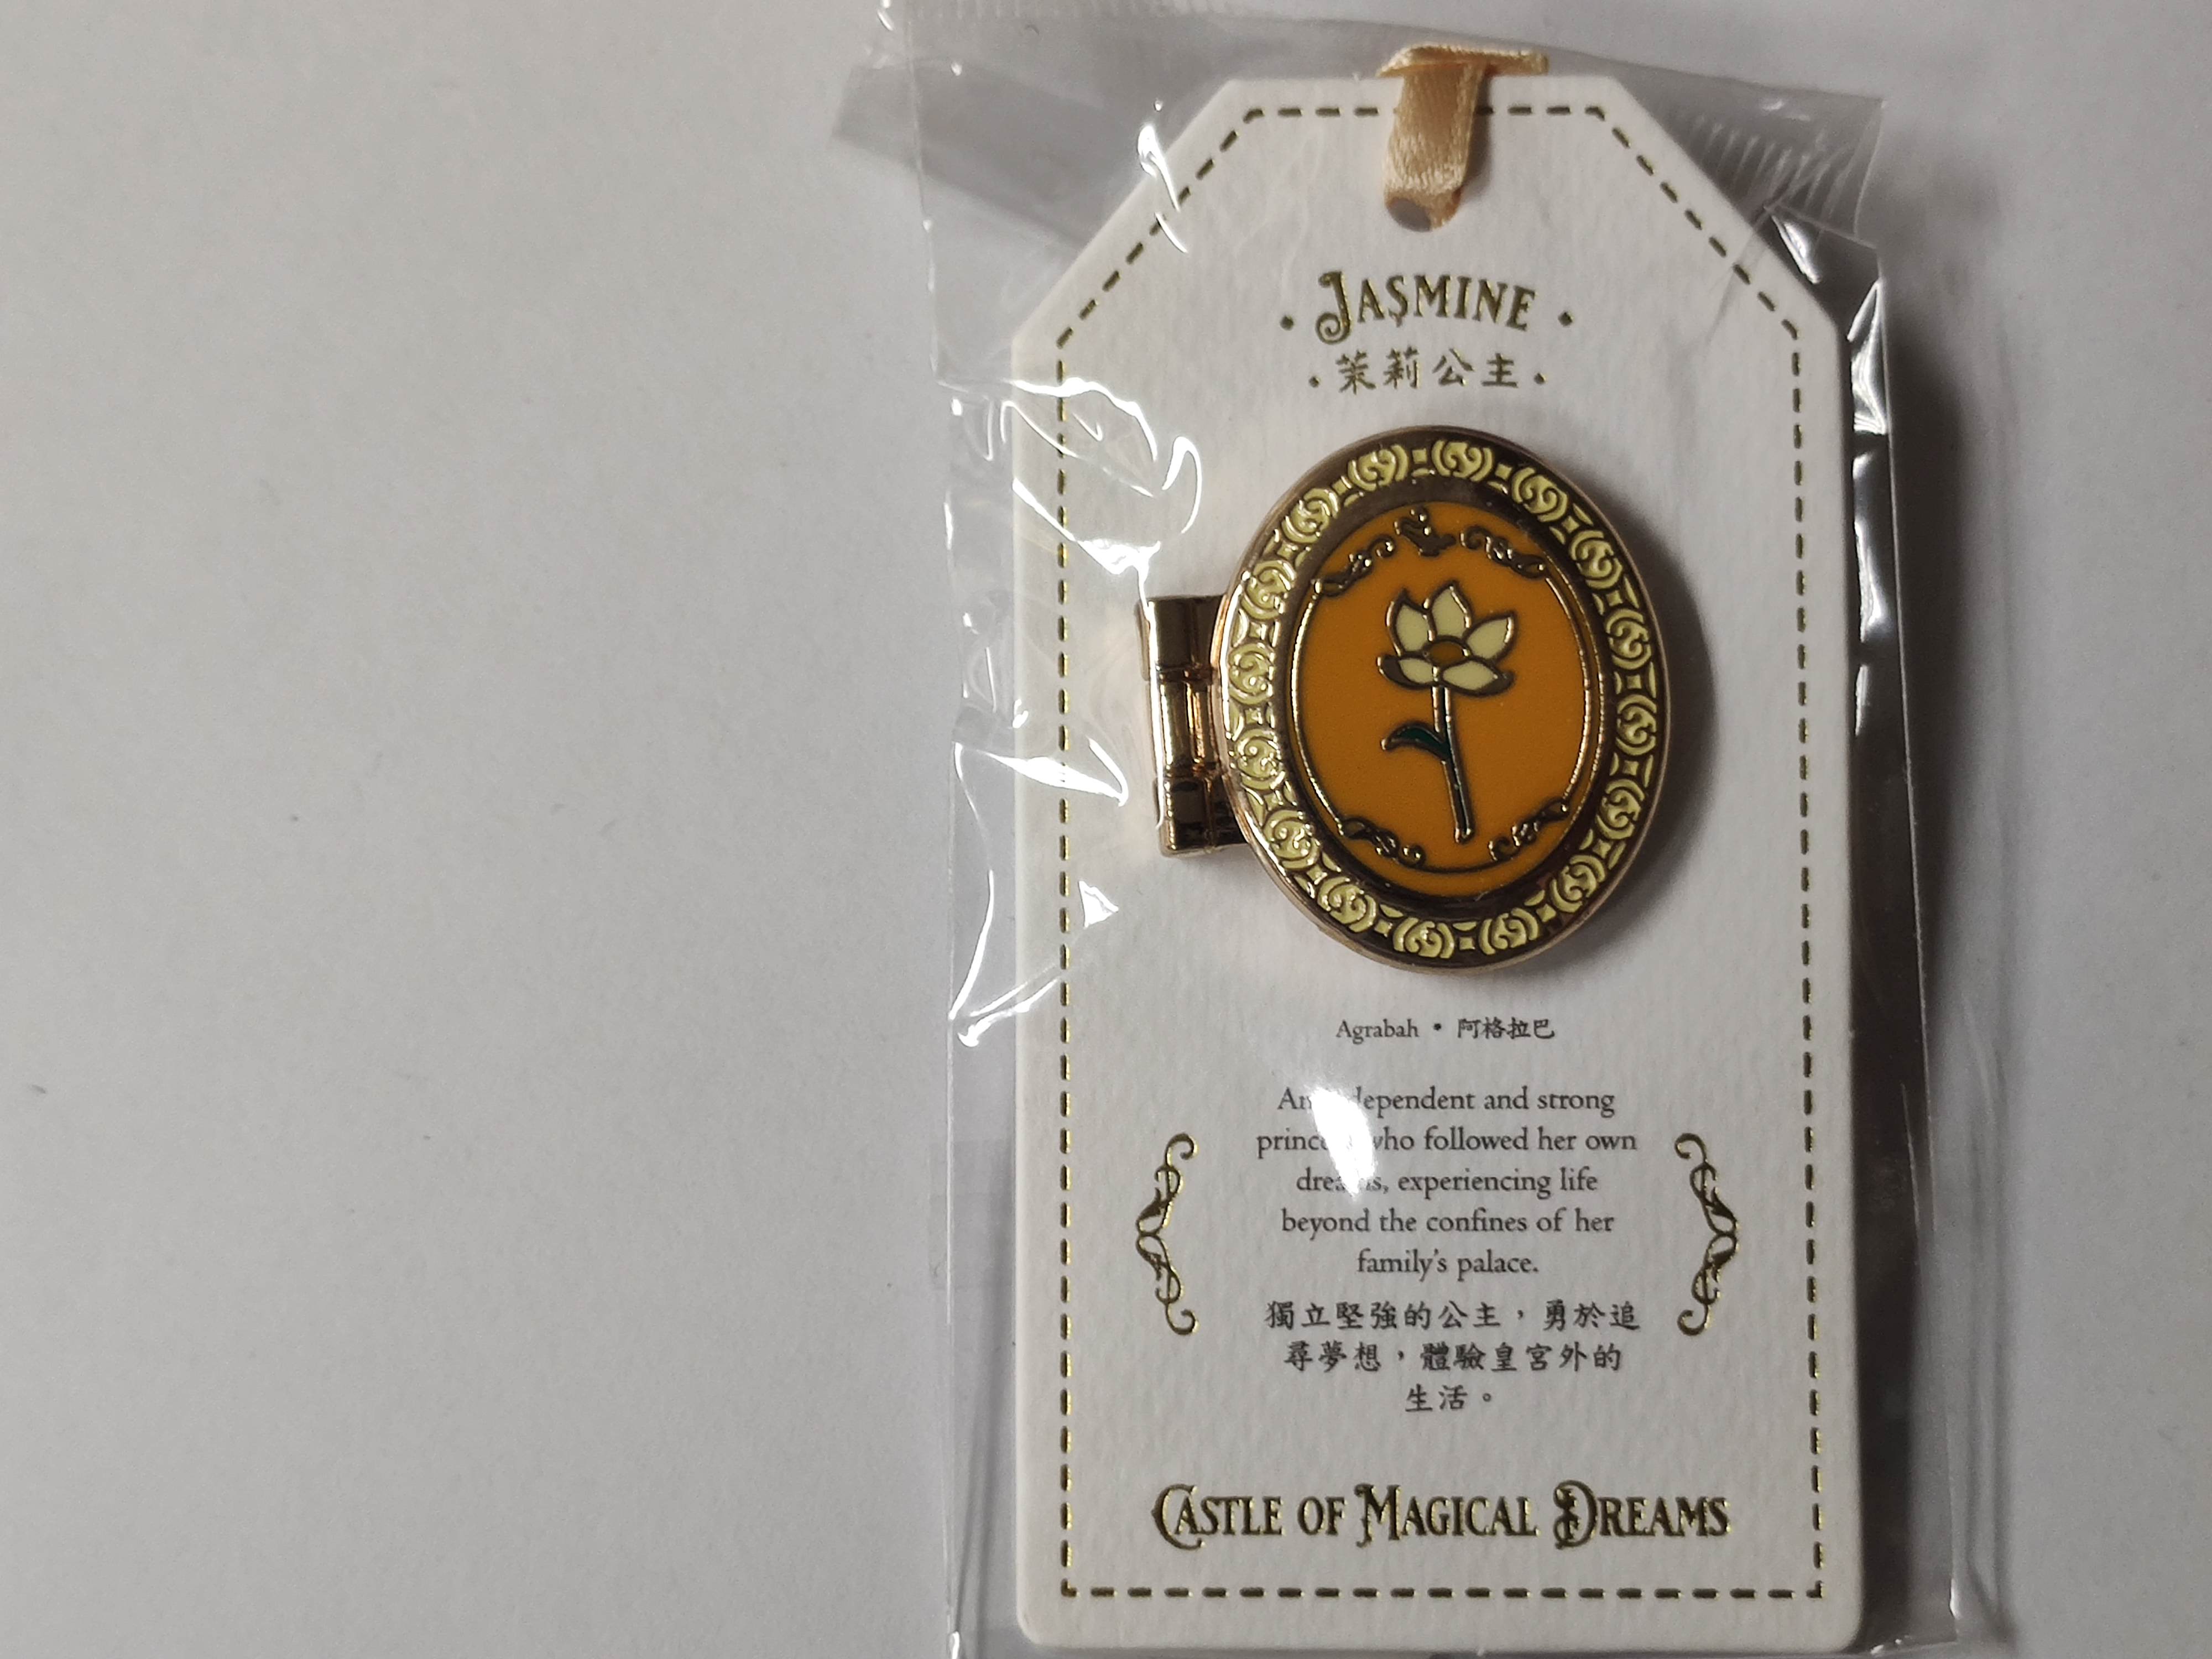 · JASMINE ·
· 茉莉公主 ·
Agrabah • 阿格拉巴
and strong
who followed her own
experiencing life
beyond the confines of her
family's palace.
獨立堅強的公主，勇於追
尋夢想，體驗皇宮外的
生活。
CASTLE OF MAGICAL DREAMS